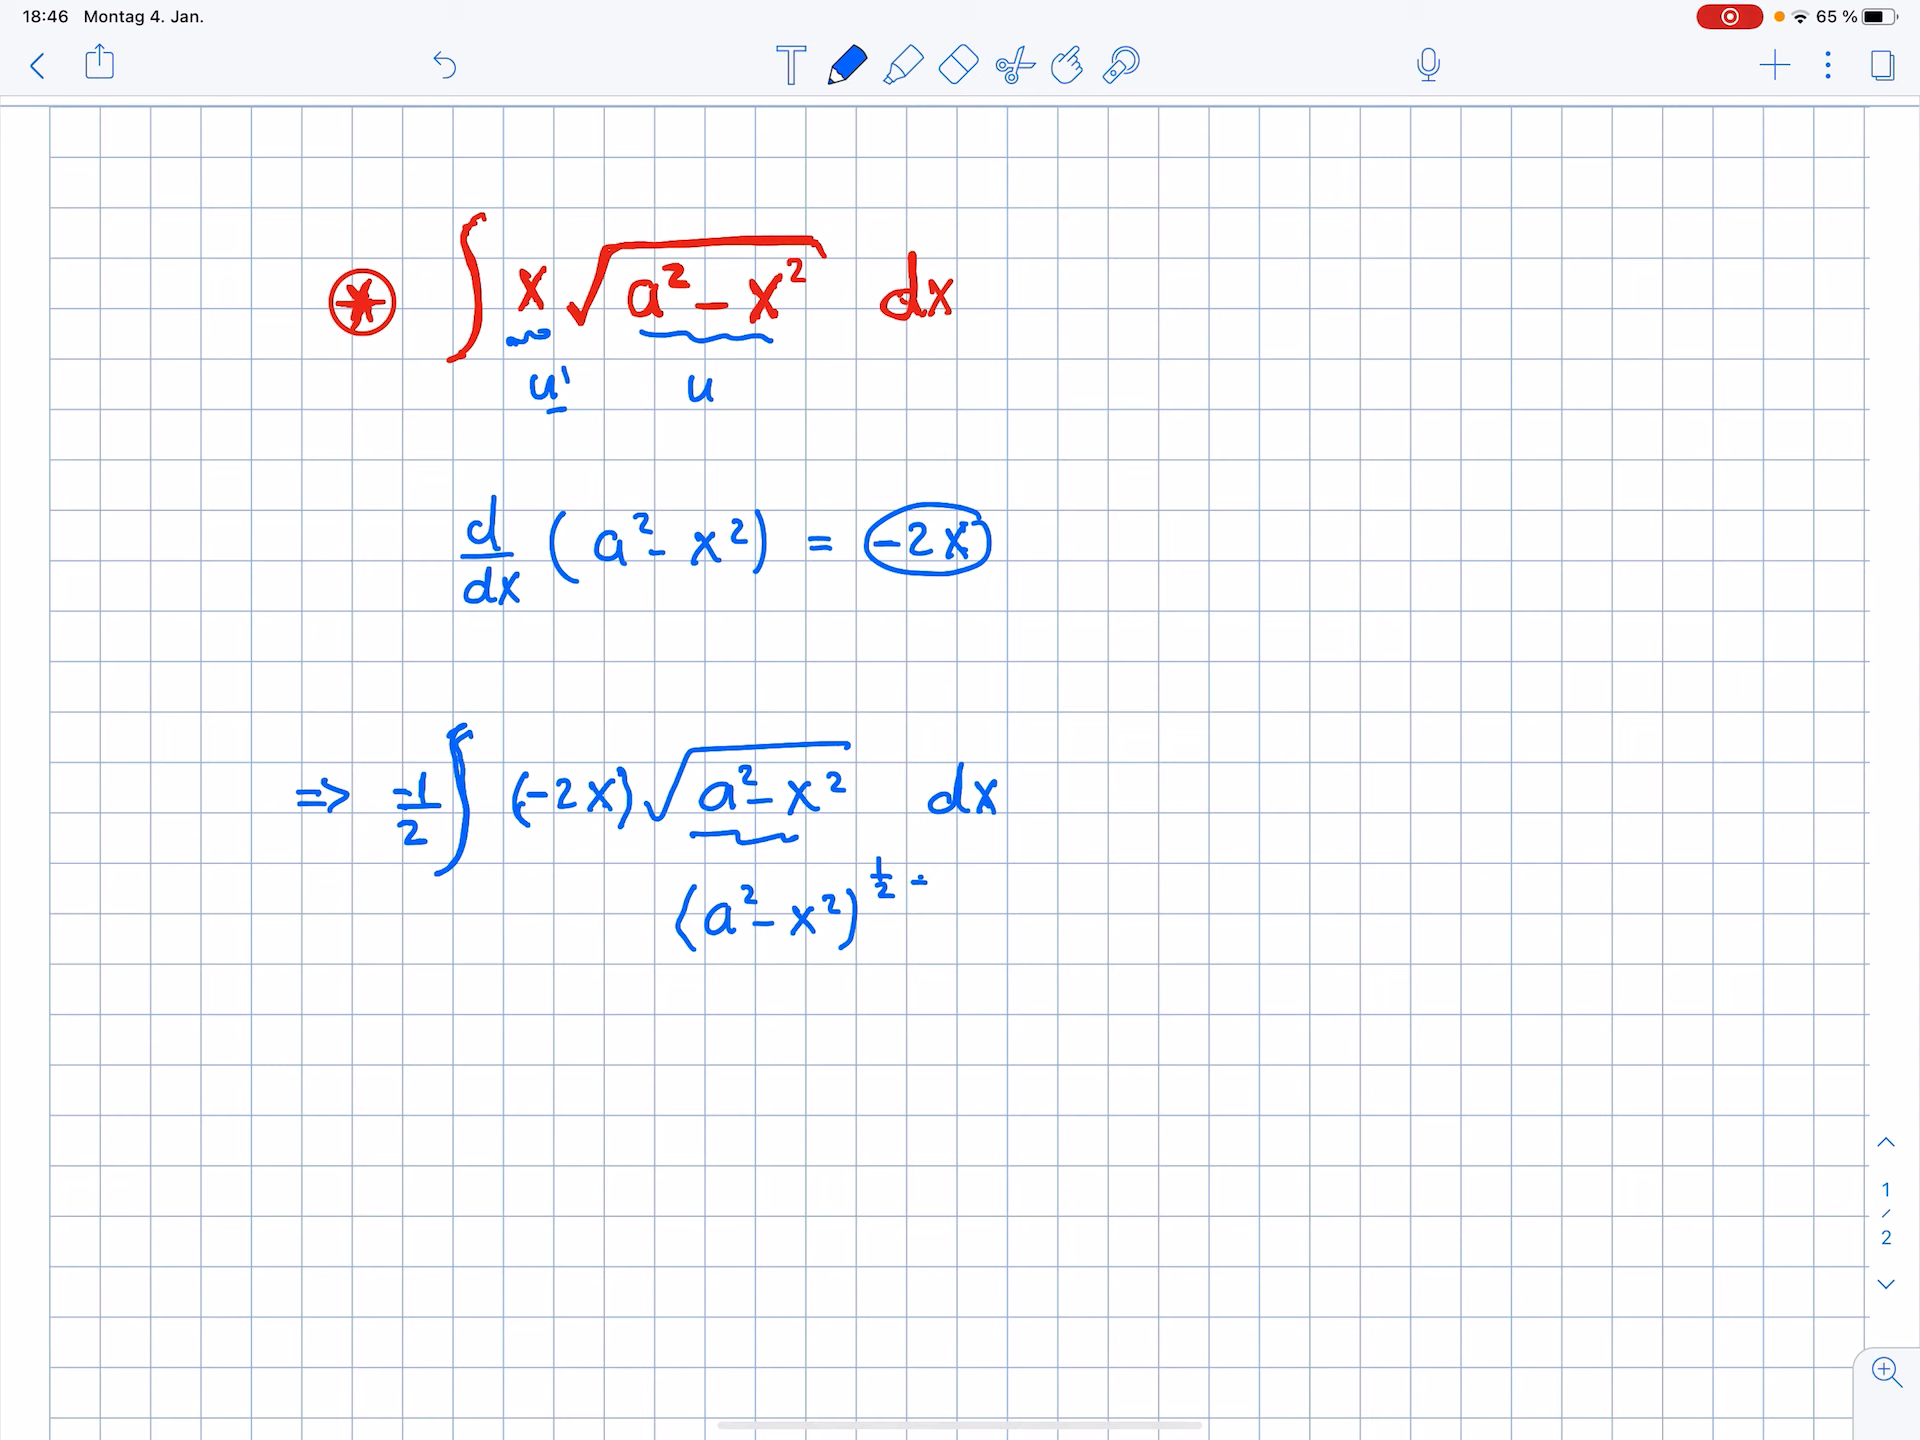 18:46 Montag 4. Jan. 65 %
T
⊛ ∫ x √(a² − x²) dx
u' u
d/dx (a² − x²) = −2x
=> −1/2 ∫ (−2x) √(a² − x²) dx
(a² − x²)^(1/2) -
1
/
2